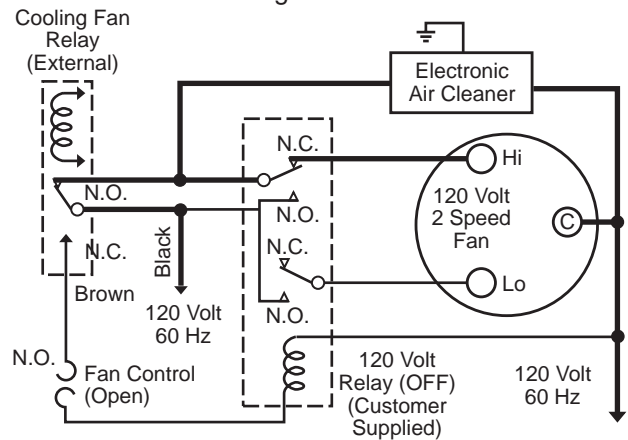 Cooling Fan
Relay
(External)
Electronic
Air Cleaner
N.C.
Hi
N.O.
120 Volt
2 Speed
Fan
C
N.O.
N.C.
N.C.
Black
Lo
Brown
120 Volt
60 Hz
N.O.
N.O.
Fan Control
(Open)
120 Volt
Relay (OFF)
(Customer
Supplied)
120 Volt
60 Hz